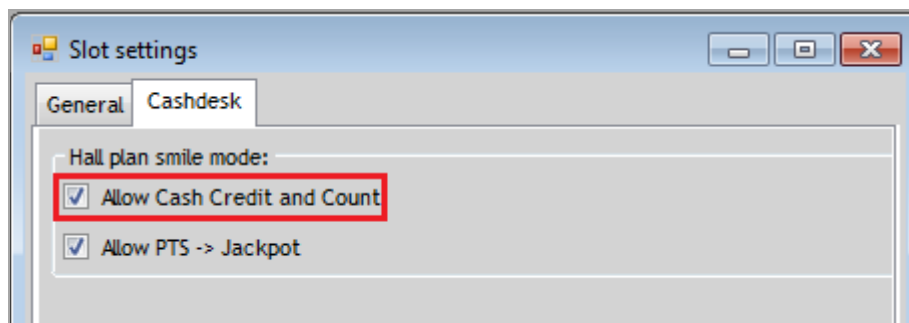 Slot settings
General Cashdesk
Hall plan smile mode:
Allow Cash Credit and Count
Allow PTS -> Jackpot